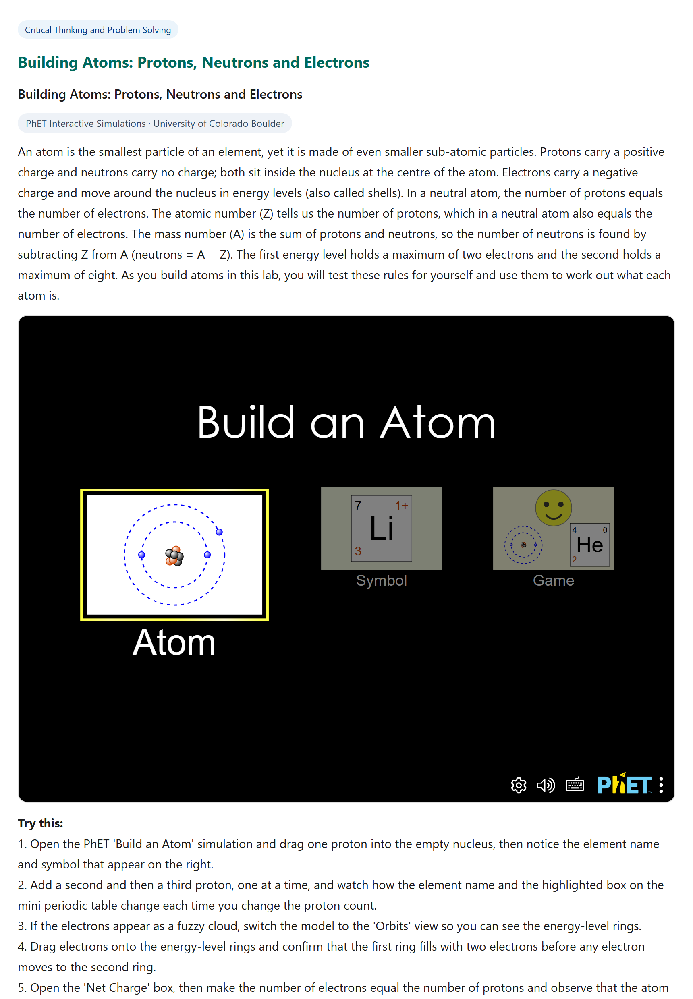 Critical Thinking and Problem Solving
Building Atoms: Protons, Neutrons and Electrons
Building Atoms: Protons, Neutrons and Electrons
PhET Interactive Simulations · University of Colorado Boulder
An atom is the smallest particle of an element, yet it is made of even smaller sub-atomic particles. Protons carry a positive
charge and neutrons carry no charge; both sit inside the nucleus at the centre of the atom. Electrons carry a negative
charge and move around the nucleus in energy levels (also called shells). In a neutral atom, the number of protons equals
the number of electrons. The atomic number (Z) tells us the number of protons, which in a neutral atom also equals the
number of electrons. The mass number (A) is the sum of protons and neutrons, so the number of neutrons is found by
subtracting Z from A (neutrons = A − Z). The first energy level holds a maximum of two electrons and the second holds a
maximum of eight. As you build atoms in this lab, you will test these rules for yourself and use them to work out what each
atom is.
Build an Atom
Atom
7 1+
Li
3
Symbol
4 0
He
2
Game
PhET TM
Try this:
1. Open the PhET 'Build an Atom' simulation and drag one proton into the empty nucleus, then notice the element name
and symbol that appear on the right.
2. Add a second and then a third proton, one at a time, and watch how the element name and the highlighted box on the
mini periodic table change each time you change the proton count.
3. If the electrons appear as a fuzzy cloud, switch the model to the 'Orbits' view so you can see the energy-level rings.
4. Drag electrons onto the energy-level rings and confirm that the first ring fills with two electrons before any electron
moves to the second ring.
5. Open the 'Net Charge' box, then make the number of electrons equal the number of protons and observe that the atom